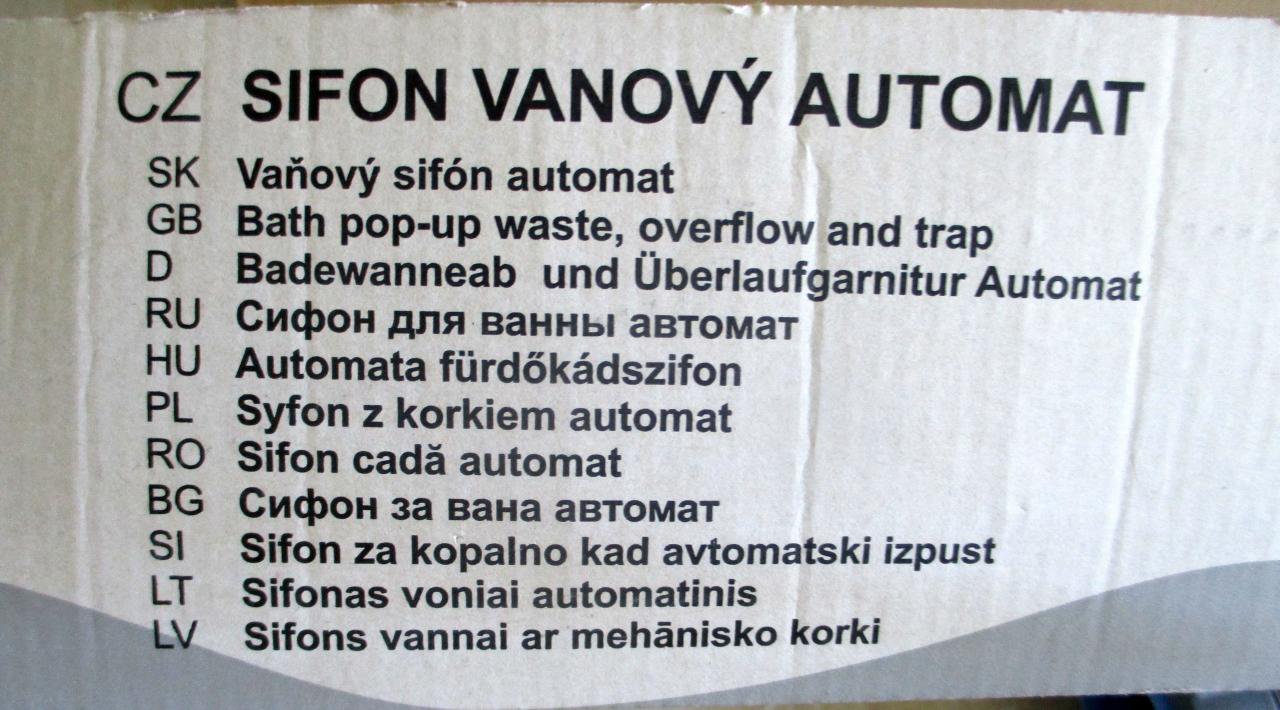 CZ SIFON VANOVÝ AUTOMAT
SK Vaňový sifón automat
GB Bath pop-up waste, overflow and trap
D Badewanneab und Überlaufgarnitur Automat
RU Сифон для ванны автомат
HU Automata fürdőkádszifon
PL Syfon z korkiem automat
RO Sifon cadă automat
BG Сифон за вана автомат
SI Sifon za kopalno kad avtomatski izpust
LT Sifonas voniai automatinis
LV Sifons vannai ar mehānisko korki